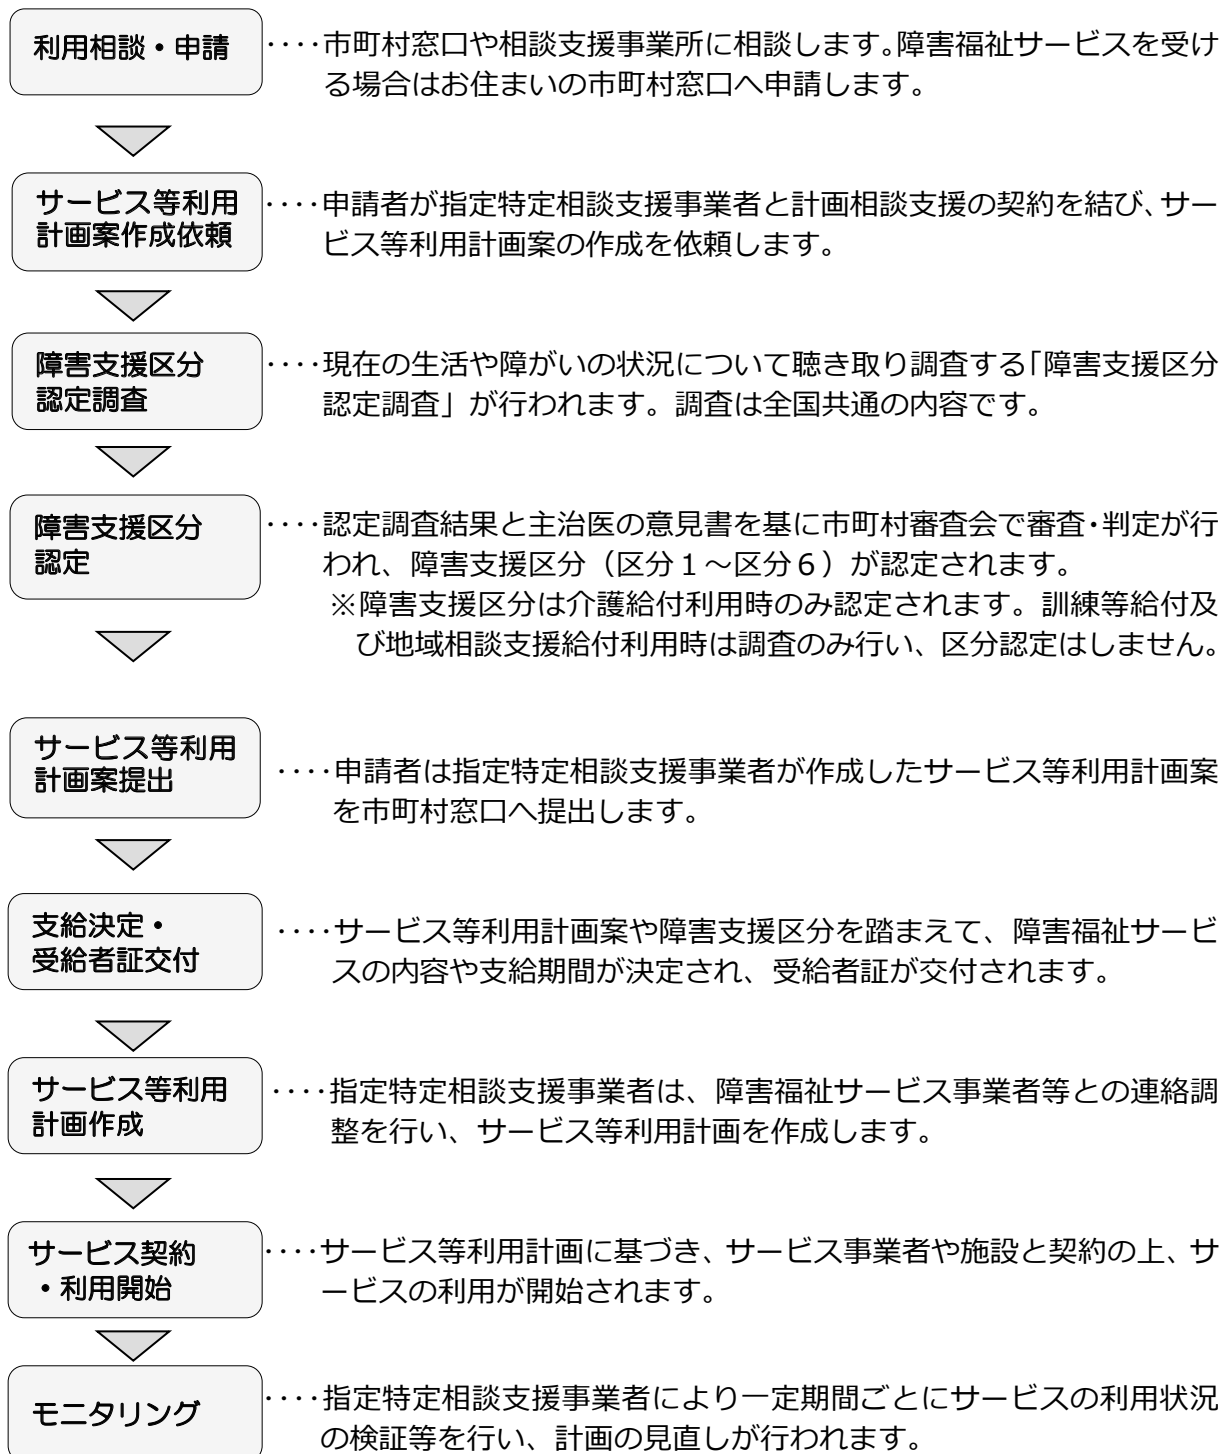 利用相談・申請
････市町村窓口や相談支援事業所に相談します。障害福祉サービスを受け
る場合はお住まいの市町村窓口へ申請します。
サービス等利用
計画案作成依頼
････申請者が指定特定相談支援事業者と計画相談支援の契約を結び、サー
ビス等利用計画案の作成を依頼します。
障害支援区分
認定調査
････現在の生活や障がいの状況について聴き取り調査する「障害支援区分
認定調査」が行われます。調査は全国共通の内容です。
障害支援区分
認定
････認定調査結果と主治医の意見書を基に市町村審査会で審査・判定が行
われ、障害支援区分（区分１～区分６）が認定されます。
※障害支援区分は介護給付利用時のみ認定されます。訓練等給付及
び地域相談支援給付利用時は調査のみ行い、区分認定はしません。
サービス等利用
計画案提出
････申請者は指定特定相談支援事業者が作成したサービス等利用計画案
を市町村窓口へ提出します。
支給決定・
受給者証交付
････サービス等利用計画案や障害支援区分を踏まえて、障害福祉サービ
スの内容や支給期間が決定され、受給者証が交付されます。
サービス等利用
計画作成
････指定特定相談支援事業者は、障害福祉サービス事業者等との連絡調
整を行い、サービス等利用計画を作成します。
サービス契約
・利用開始
････サービス等利用計画に基づき、サービス事業者や施設と契約の上、サ
ービスの利用が開始されます。
モニタリング
････指定特定相談支援事業者により一定期間ごとにサービスの利用状況
の検証等を行い、計画の見直しが行われます。